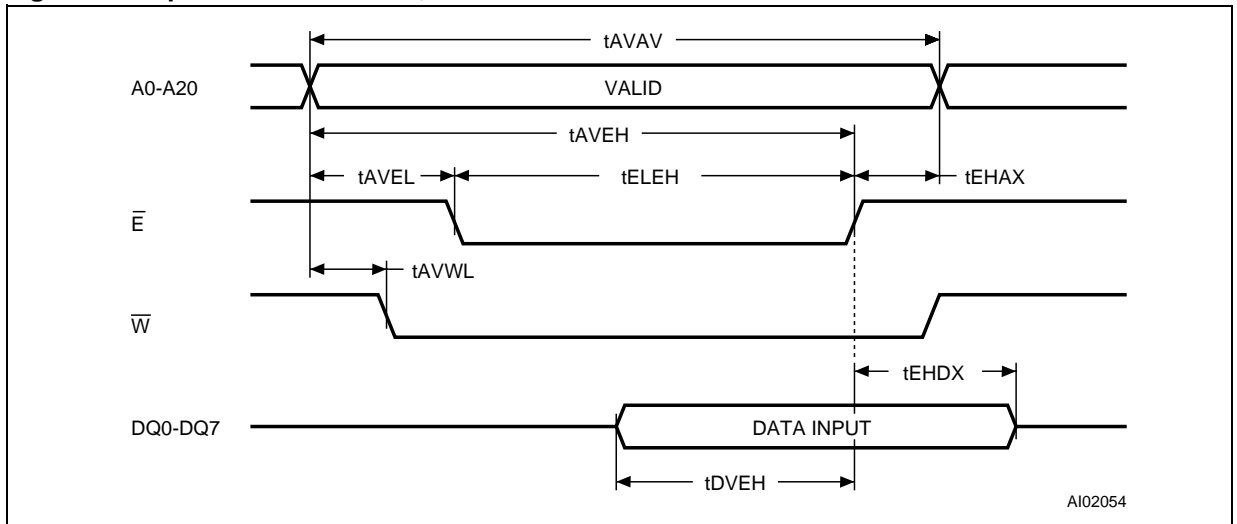 tAVAV
A0-A20
VALID
tAVEH
tAVEL
tELEH
tEHAX
E̅
tAVWL
W̅
tEHDX
DQ0-DQ7
DATA INPUT
tDVEH
AI02054